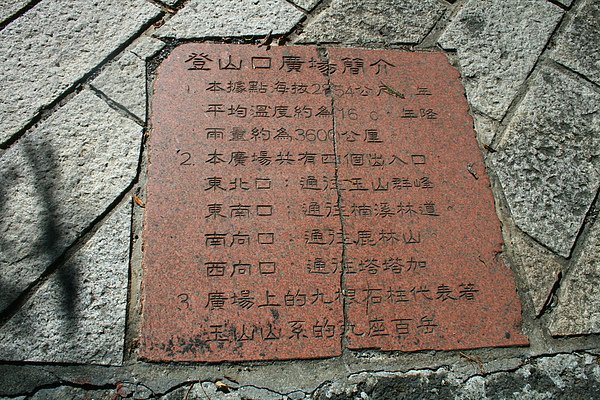 登山口廣場簡介
1. 本據點海拔2554公尺 年
平均溫度約為16 c 年降
雨量約為3600公厘
2. 本廣場共有四個出入口：
東北口：通往玉山群峰
東南口：通往楠溪林道
南向口：通往鹿林山
西向口 通往塔塔加
3. 廣場上的九根石柱代表著
玉山山系的九座百岳